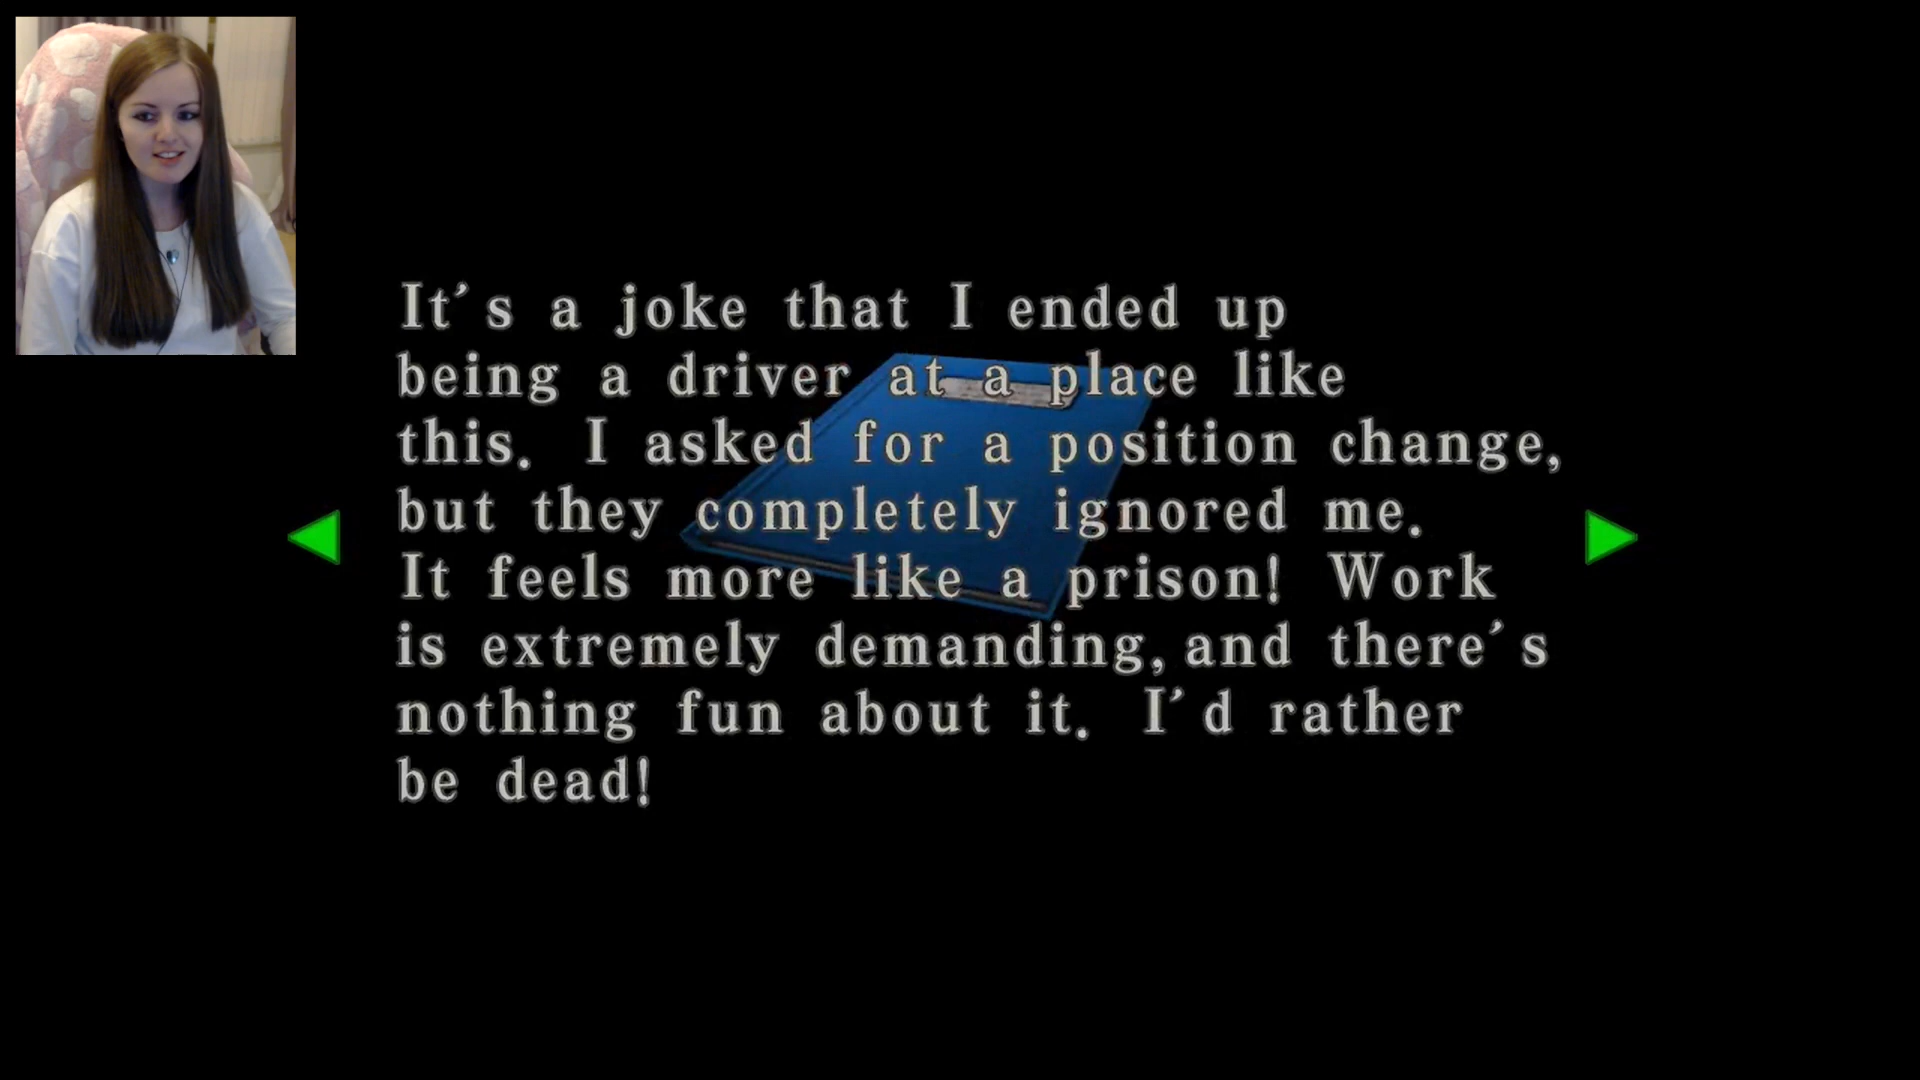 It's a joke that I ended up
being a driver at a place like
this. I asked for a position change,
but they completely ignored me.
It feels more like a prison! Work
is extremely demanding, and there's
nothing fun about it. I'd rather
be dead!